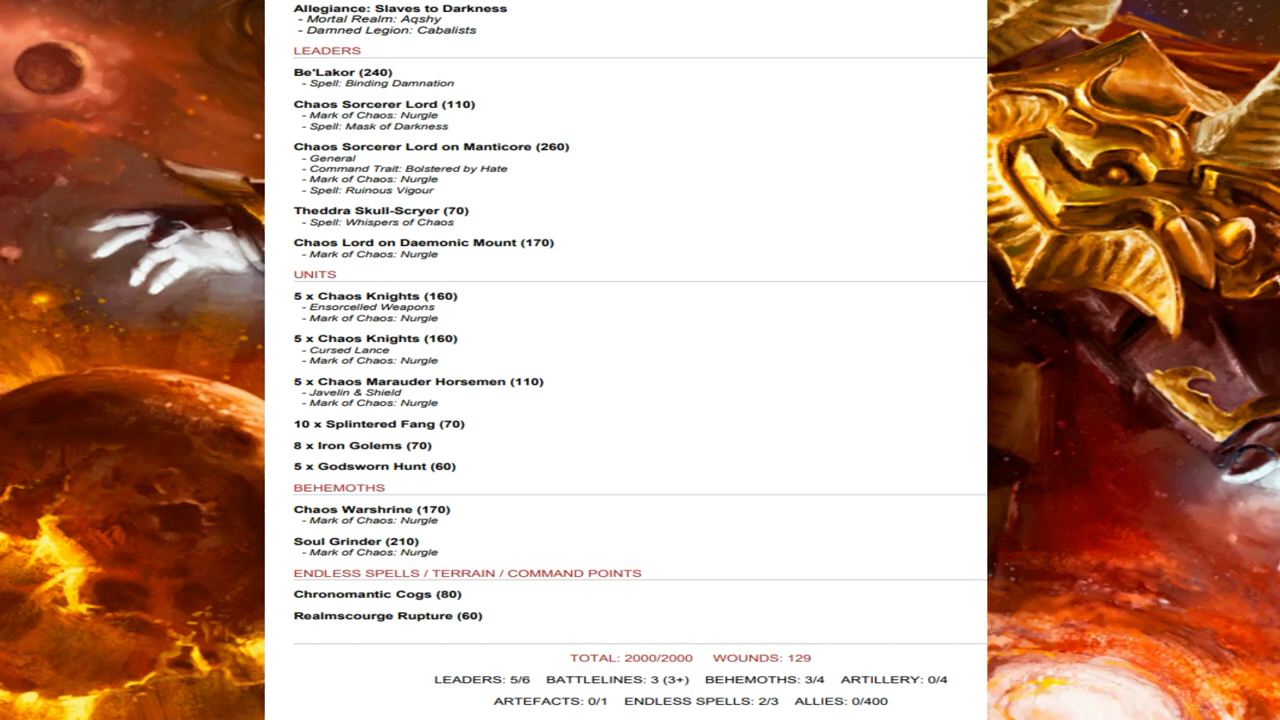 Allegiance: Slaves to Darkness
- Mortal Realm: Aqshy
- Damned Legion: Cabalists
LEADERS
Be'Lakor (240)
- Spell: Binding Damnation
Chaos Sorcerer Lord (110)
- Mark of Chaos: Nurgle
- Spell: Mask of Darkness
Chaos Sorcerer Lord on Manticore (260)
- General
- Command Trait: Bolstered by Hate
- Mark of Chaos: Nurgle
- Spell: Ruinous Vigour
Theddra Skull-Scryer (70)
- Spell: Whispers of Chaos
Chaos Lord on Daemonic Mount (170)
- Mark of Chaos: Nurgle
UNITS
5 x Chaos Knights (160)
- Ensorcelled Weapons
- Mark of Chaos: Nurgle
5 x Chaos Knights (160)
- Cursed Lance
- Mark of Chaos: Nurgle
5 x Chaos Marauder Horsemen (110)
- Javelin & Shield
- Mark of Chaos: Nurgle
10 x Splintered Fang (70)
8 x Iron Golems (70)
5 x Godsworn Hunt (60)
BEHEMOTHS
Chaos Warshrine (170)
- Mark of Chaos: Nurgle
Soul Grinder (210)
- Mark of Chaos: Nurgle
ENDLESS SPELLS / TERRAIN / COMMAND POINTS
Chronomantic Cogs (80)
Realmscourge Rupture (60)
TOTAL: 2000/2000 WOUNDS: 129
LEADERS: 5/6 BATTLELINES: 3 (3+) BEHEMOTHS: 3/4 ARTILLERY: 0/4
ARTEFACTS: 0/1 ENDLESS SPELLS: 2/3 ALLIES: 0/400